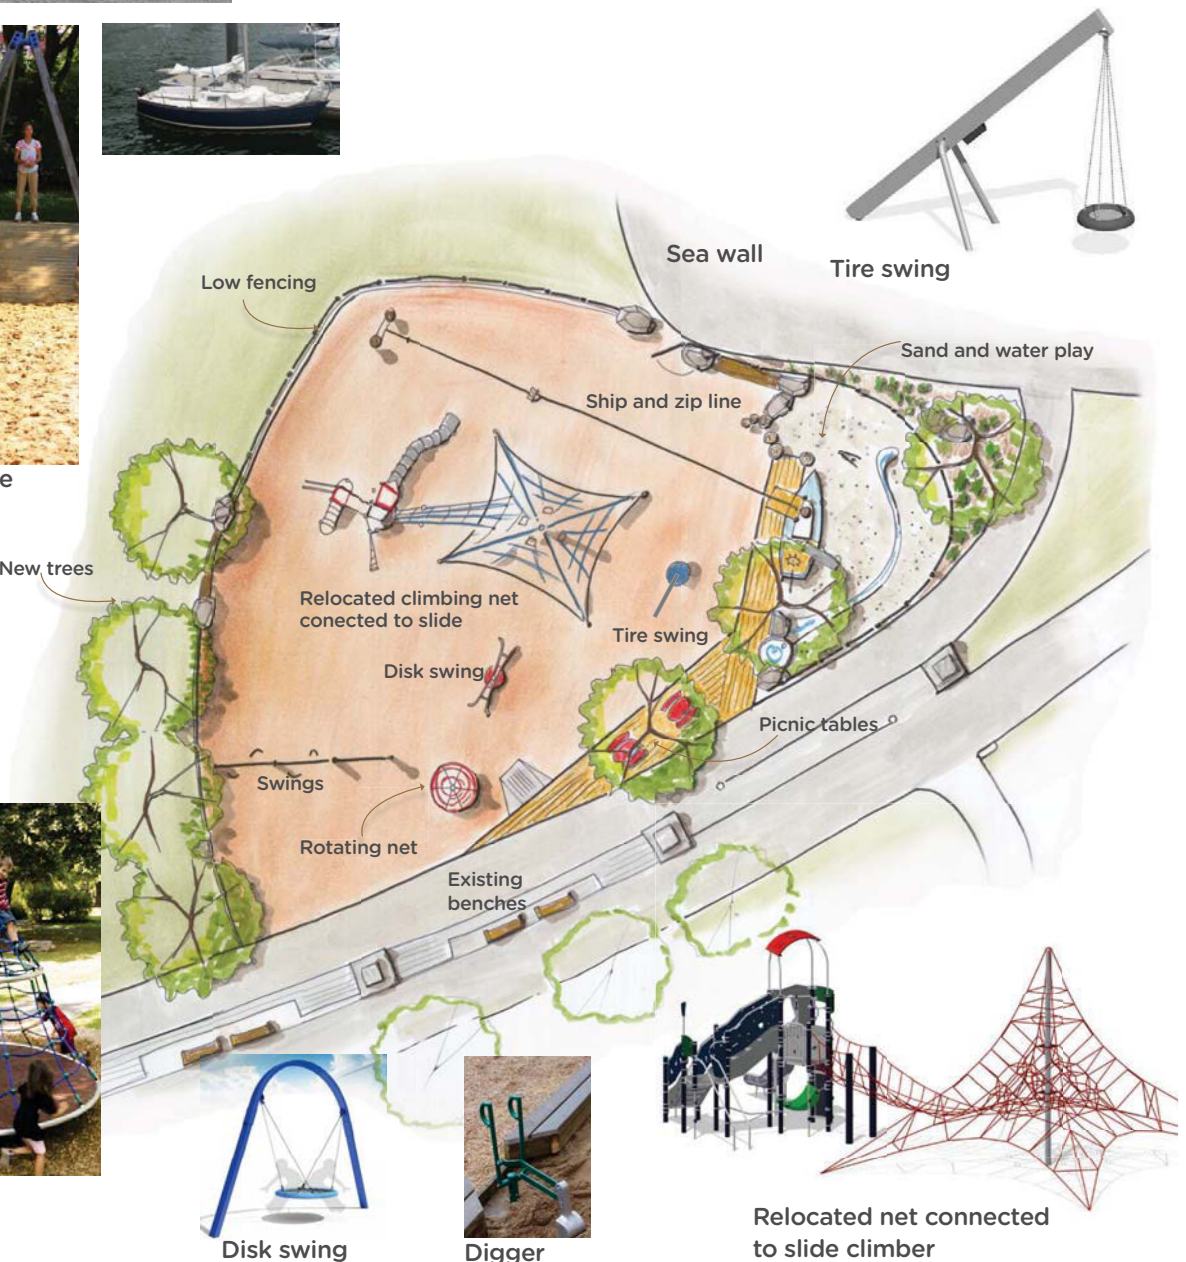 Sea wall
Tire swing
Low fencing
Sand and water play
Ship and zip line
e
New trees
Relocated climbing net
conected to slide
Tire swing
Disk swing
Picnic tables
Swings
Rotating net
Existing
benches
Disk swing
Digger
Relocated net connected
to slide climber